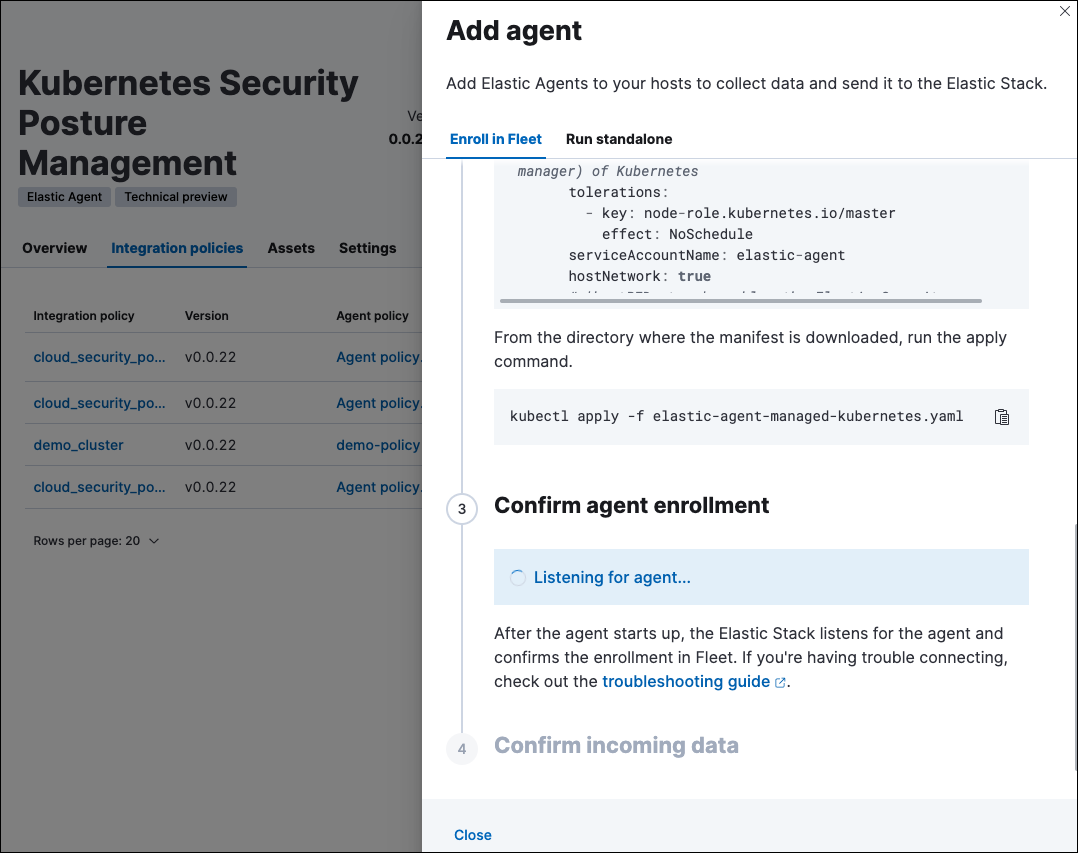 Kubernetes Security
Posture
Management
0.0.2
Elastic Agent
Technical preview
Overview
Integration policies
Assets
Settings
Integration policy
Version
Agent policy
cloud_security_po...
v0.0.22
Agent policy
cloud_security_po...
v0.0.22
Agent policy
demo_cluster
v0.0.22
demo-policy
cloud_security_po...
v0.0.22
Agent policy
Rows per page: 20
Add agent
Add Elastic Agents to your hosts to collect data and send it to the Elastic Stack.
Enroll in Fleet
Run standalone
manager) of Kubernetes
tolerations:
- key: node-role.kubernetes.io/master
effect: NoSchedule
serviceAccountName: elastic-agent
hostNetwork: true
From the directory where the manifest is downloaded, run the apply
command.
kubectl apply -f elastic-agent-managed-kubernetes.yaml
3
Confirm agent enrollment
Listening for agent...
After the agent starts up, the Elastic Stack listens for the agent and
confirms the enrollment in Fleet. If you're having trouble connecting,
check out the troubleshooting guide.
4
Confirm incoming data
Close